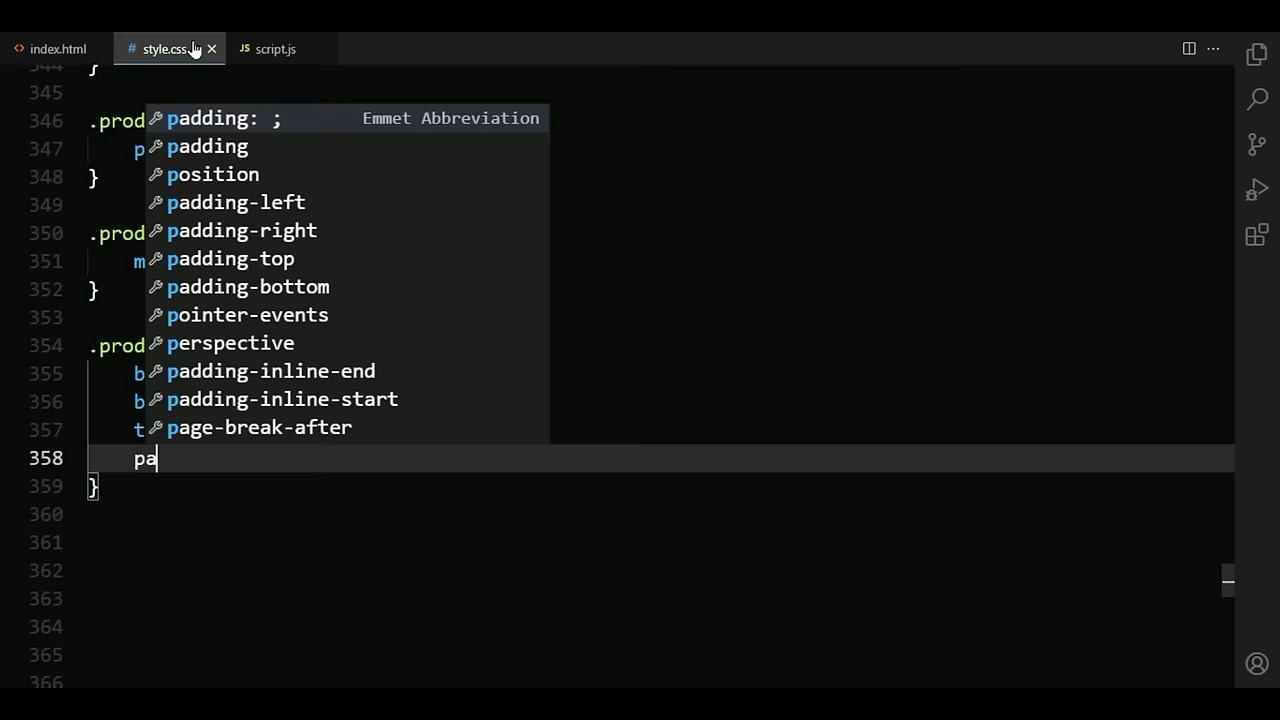 index.html
style.css
JS script.js
344 }
345
346 .prod
347 p
348 }
349
350 .prod
351 m
352 }
353
354 .prod
355 b
356 b
357 t
358 pa
359 }
360
361
362
363
364
365
366
padding: ; Emmet Abbreviation
padding
position
padding-left
padding-right
padding-top
padding-bottom
pointer-events
perspective
padding-inline-end
padding-inline-start
page-break-after